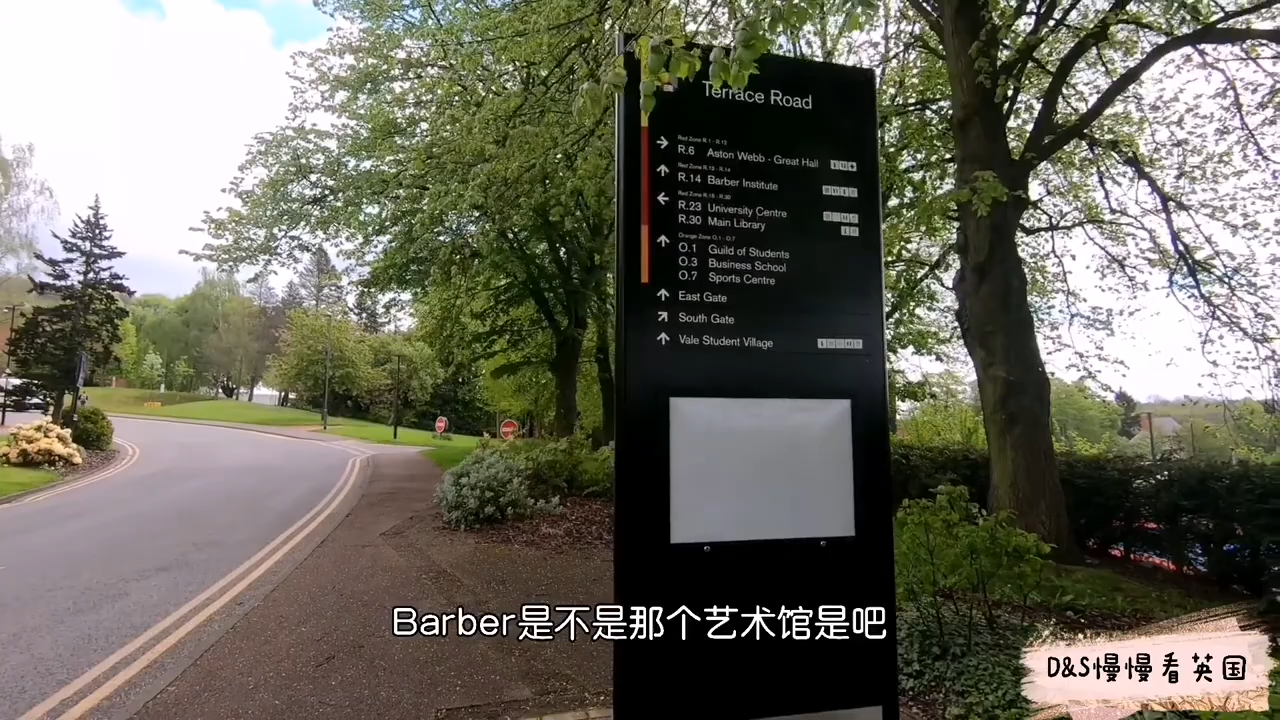 Terrace Road
Red Zone R.1 - R.13
R.6 Aston Webb - Great Hall
Red Zone R.13 - R.14
R.14 Barber Institute
Red Zone R.15 - R.30
R.23 University Centre
R.30 Main Library
Orange Zone O.1 - O.7
O.1 Guild of Students
O.3 Business School
O.7 Sports Centre
East Gate
South Gate
Vale Student Village
Barber是不是那个艺术馆是吧
D&S慢慢看英国